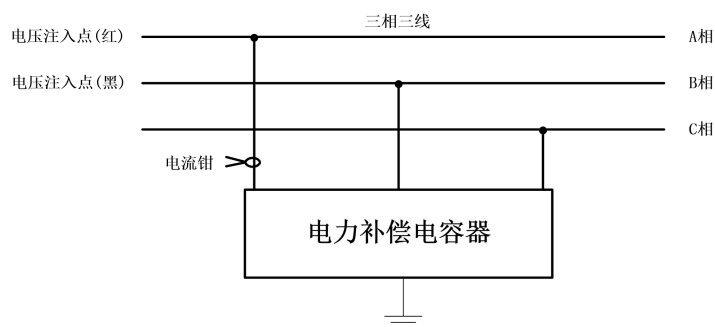 三相三线
电压注入点(红)
A相
电压注入点(黑)
B相
C相
电流钳
电力补偿电容器